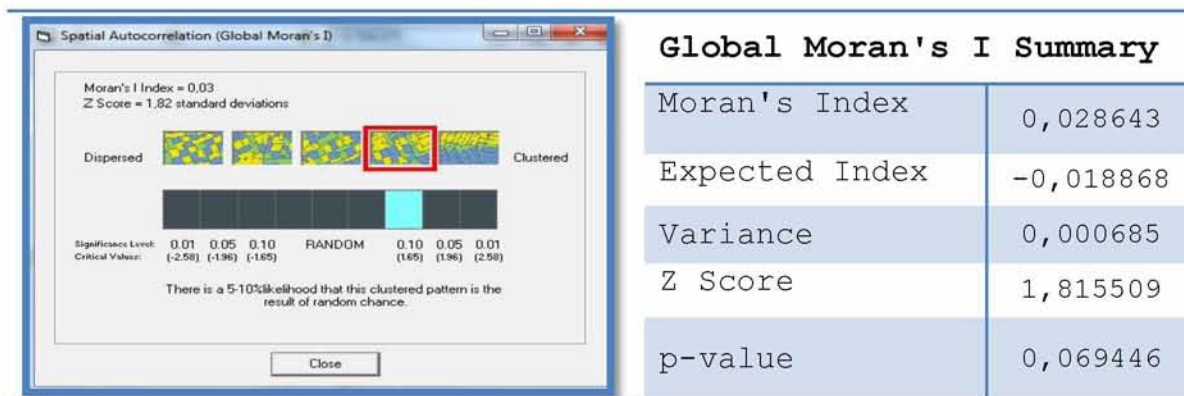 Spatial Autocorrelation (Global Moran's I)
Moran's I Index = 0,03
Z Score = 1,82 standard deviations
Dispersed
Clustered
Significance Level: 0.01 0.05 0.10 RANDOM 0.10 0.05 0.01
Critical Values: (-2.58) (-1.96) (-1.65) (1.65) (1.96) (2.58)
There is a 5-10%likelihood that this clustered pattern is the
result of random chance.
Close
Global Moran's I Summary
Moran's Index 0,028643
Expected Index -0,018868
Variance 0,000685
Z Score 1,815509
p-value 0,069446